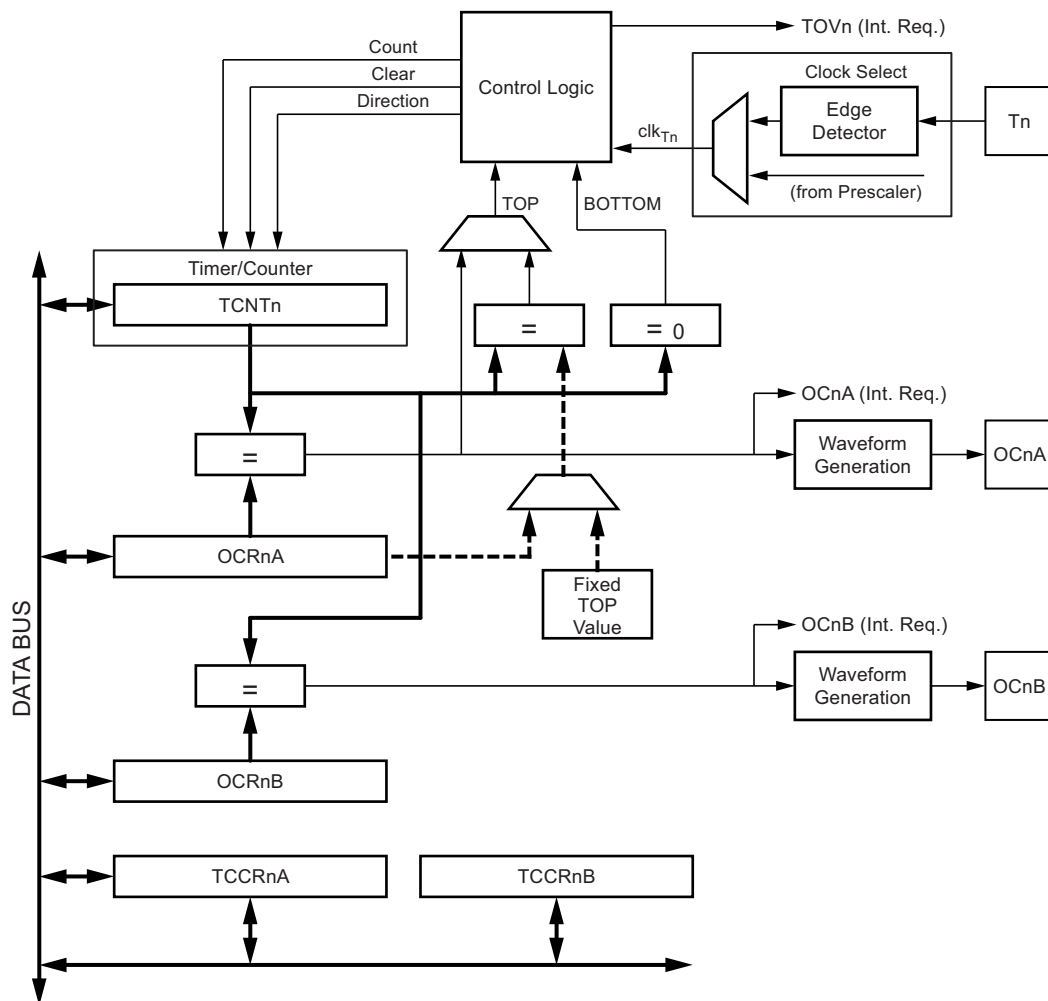 TOVn (Int. Req.)
Count
Clear
Direction
Control Logic
Clock Select
Edge
Detector
Tn
clkTn
(from Prescaler)
TOP
BOTTOM
Timer/Counter
TCNTn
=
= 0
OCnA (Int. Req.)
=
Waveform
Generation
OCnA
OCRnA
Fixed
TOP
Value
DATA BUS
OCnB (Int. Req.)
=
Waveform
Generation
OCnB
OCRnB
TCCRnA
TCCRnB